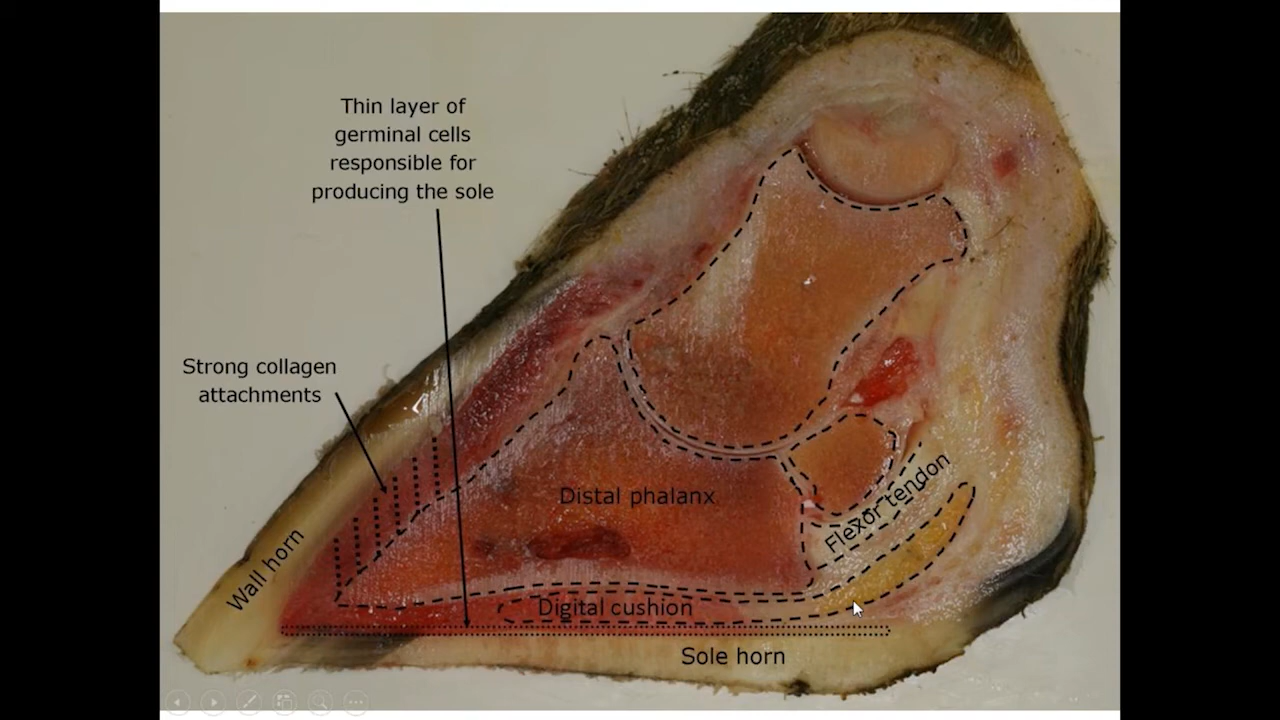 Thin layer of
germinal cells
responsible for
producing the sole
Strong collagen
attachments
Wall horn
Distal phalanx
Flexor tendon
Digital cushion
Sole horn